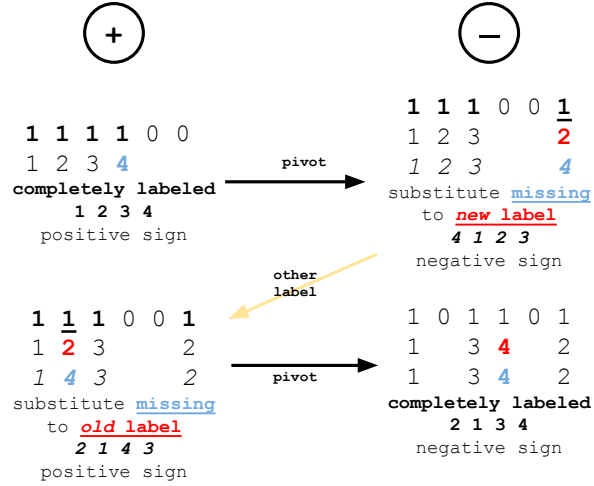 +
−
1 1 1 1 0 0
1 2 3 4
completely labeled
1 2 3 4
positive sign
pivot
1 1 1 0 0 1
1 2 3 2
1 2 3 4
substitute missing
to new label
4 1 2 3
negative sign
other
label
1 1 1 0 0 1
1 2 3 2
1 4 3 2
substitute missing
to old label
2 1 4 3
positive sign
pivot
1 0 1 1 0 1
1 3 4 2
1 3 4 2
completely labeled
2 1 3 4
negative sign